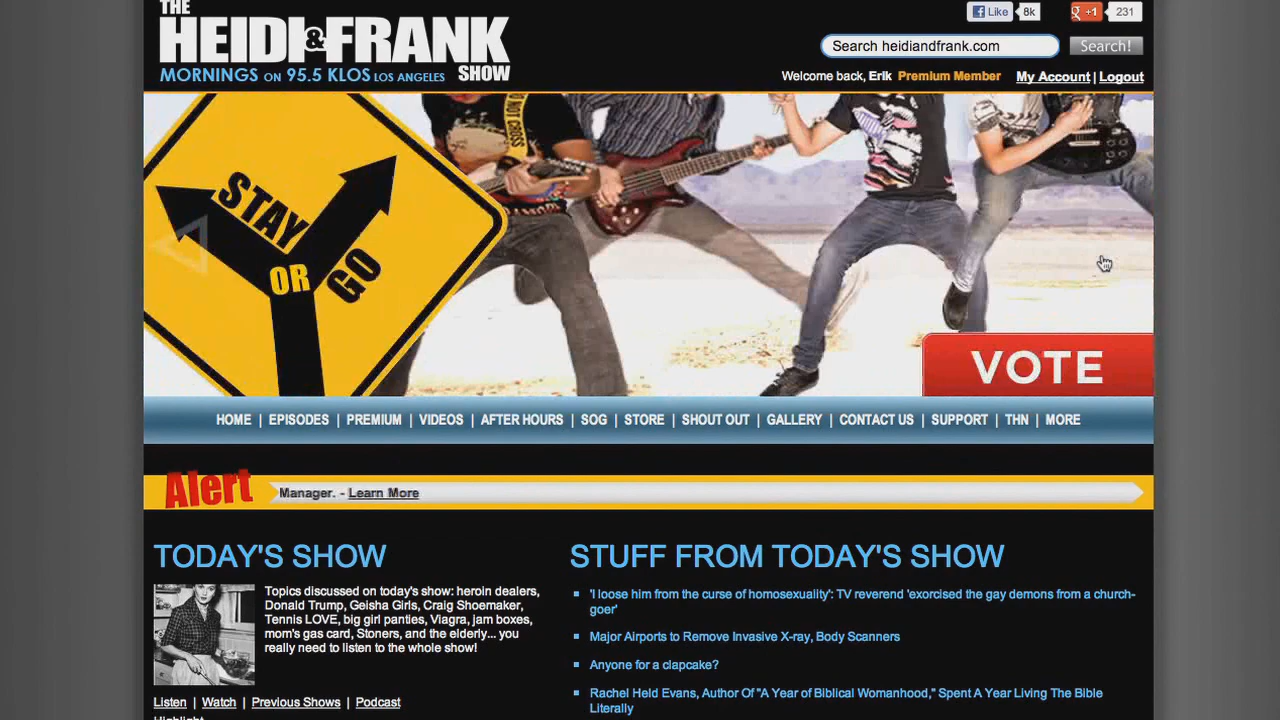 THE
HEIDI & FRANK
SHOW
MORNINGS ON 95.5 KLOS LOS ANGELES
Like 8k
+1 231
Search heidiandfrank.com Search!
Welcome back, Erik Premium Member My Account | Logout
STAY
OR
GO
DO NOT CROSS
VOTE
HOME | EPISODES | PREMIUM | VIDEOS | AFTER HOURS | SOG | STORE | SHOUT OUT | GALLERY | CONTACT US | SUPPORT | THN | MORE
Alert Manager. - Learn More
TODAY'S SHOW
Topics discussed on today's show: heroin dealers,
Donald Trump, Geisha Girls, Craig Shoemaker,
Tennis LOVE, big girl panties, Viagra, jam boxes,
mom's gas card, Stoners, and the elderly... you
really need to listen to the whole show!
Listen | Watch | Previous Shows | Podcast
Highlight
STUFF FROM TODAY'S SHOW
'I loose him from the curse of homosexuality': TV reverend 'exorcised the gay demons from a church-
goer'
Major Airports to Remove Invasive X-ray, Body Scanners
Anyone for a clapcake?
Rachel Held Evans, Author Of "A Year of Biblical Womanhood," Spent A Year Living The Bible
Literally